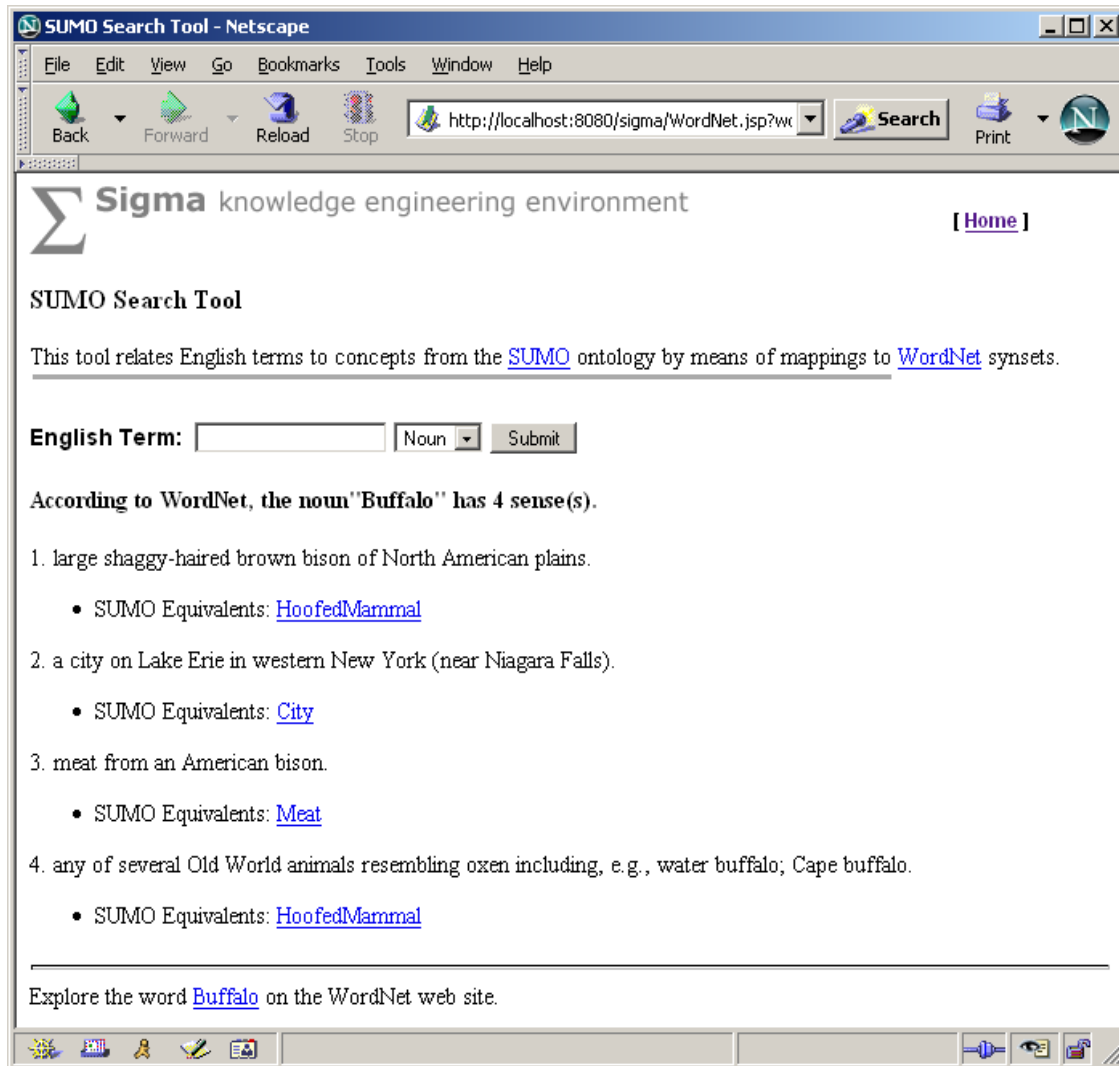 SUMO Search Tool - Netscape
File Edit View Go Bookmarks Tools Window Help
Back Forward Reload Stop http://localhost:8080/sigma/WordNet.jsp?wo Search Print N
Σ Sigma knowledge engineering environment
[ Home ]
SUMO Search Tool
This tool relates English terms to concepts from the SUMO ontology by means of mappings to WordNet synsets.
English Term: Noun Submit
According to WordNet, the noun"Buffalo" has 4 sense(s).
1. large shaggy-haired brown bison of North American plains.
• SUMO Equivalents: HoofedMammal
2. a city on Lake Erie in western New York (near Niagara Falls).
• SUMO Equivalents: City
3. meat from an American bison.
• SUMO Equivalents: Meat
4. any of several Old World animals resembling oxen including, e.g., water buffalo; Cape buffalo.
• SUMO Equivalents: HoofedMammal
Explore the word Buffalo on the WordNet web site.